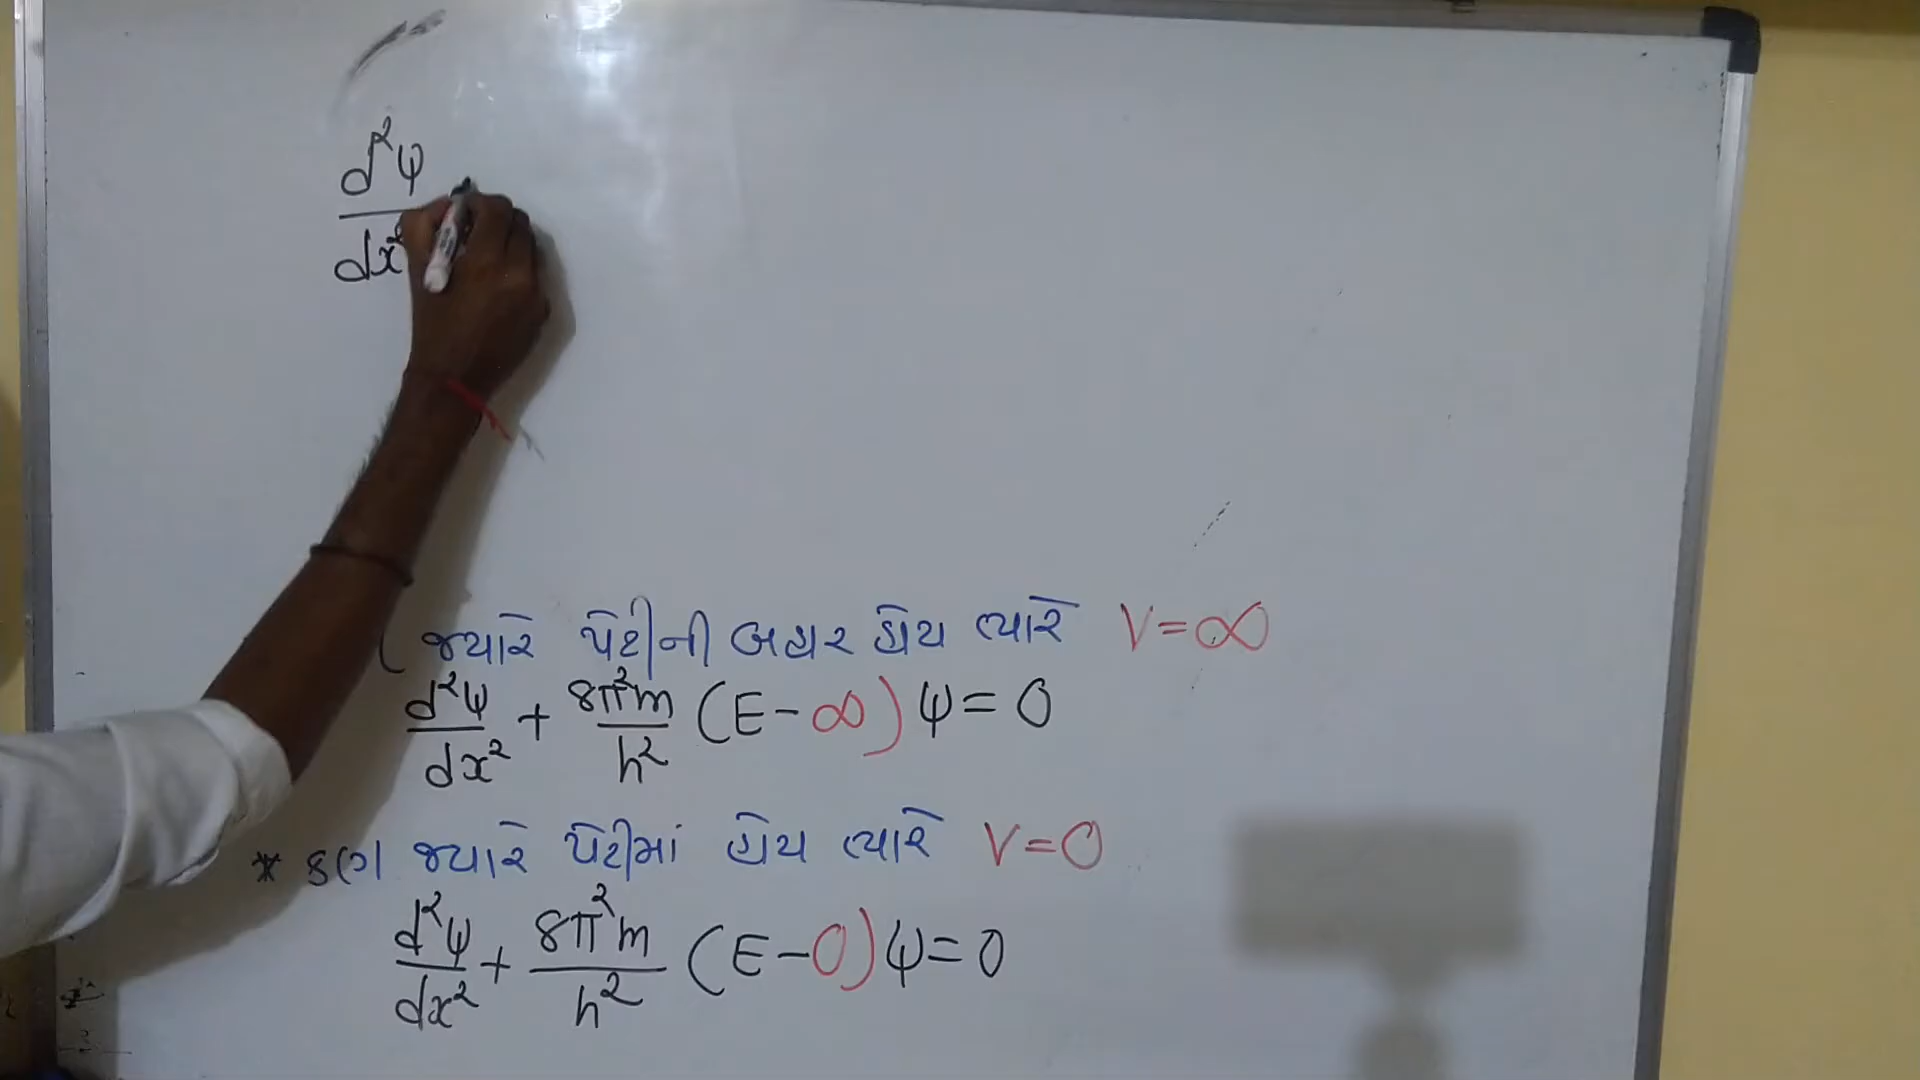 d²ψ
dx²
( જ્યારે પેટીની બહાર હોય ત્યારે V=∞
d²ψ/dx² + 8π²m/h² (E-∞) ψ = 0
* કણ જ્યારે પેટીમાં હોય ત્યારે V=0
d²ψ/dx² + 8π²m/h² (E-0) ψ = 0